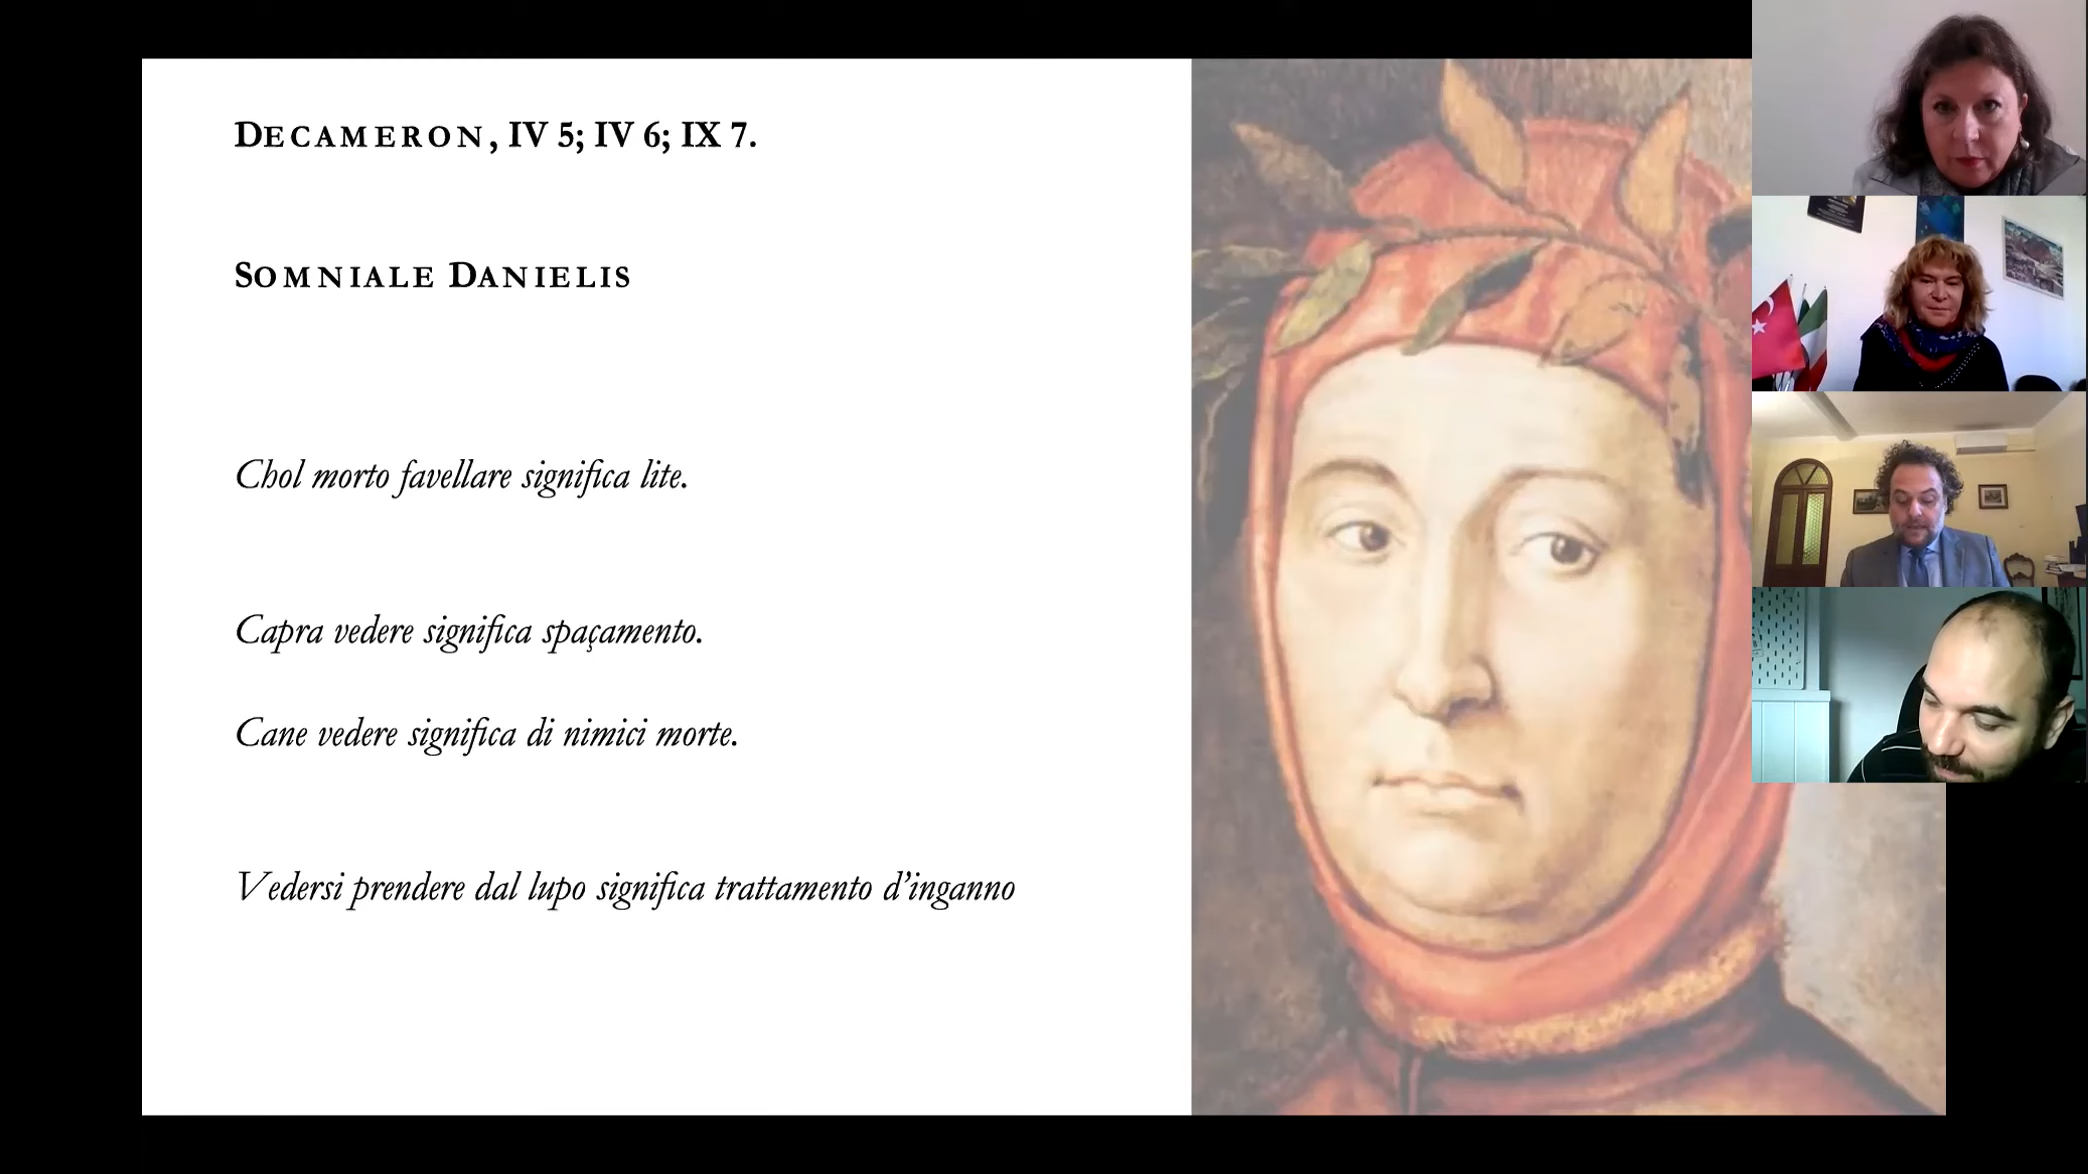 DECAMERON, IV 5; IV 6; IX 7.
SOMNIALE DANIELIS
Chol morto favellare significa lite.
Capra vedere significa spaçamento.
Cane vedere significa di nimici morte.
Vedersi prendere dal lupo significa trattamento d’inganno